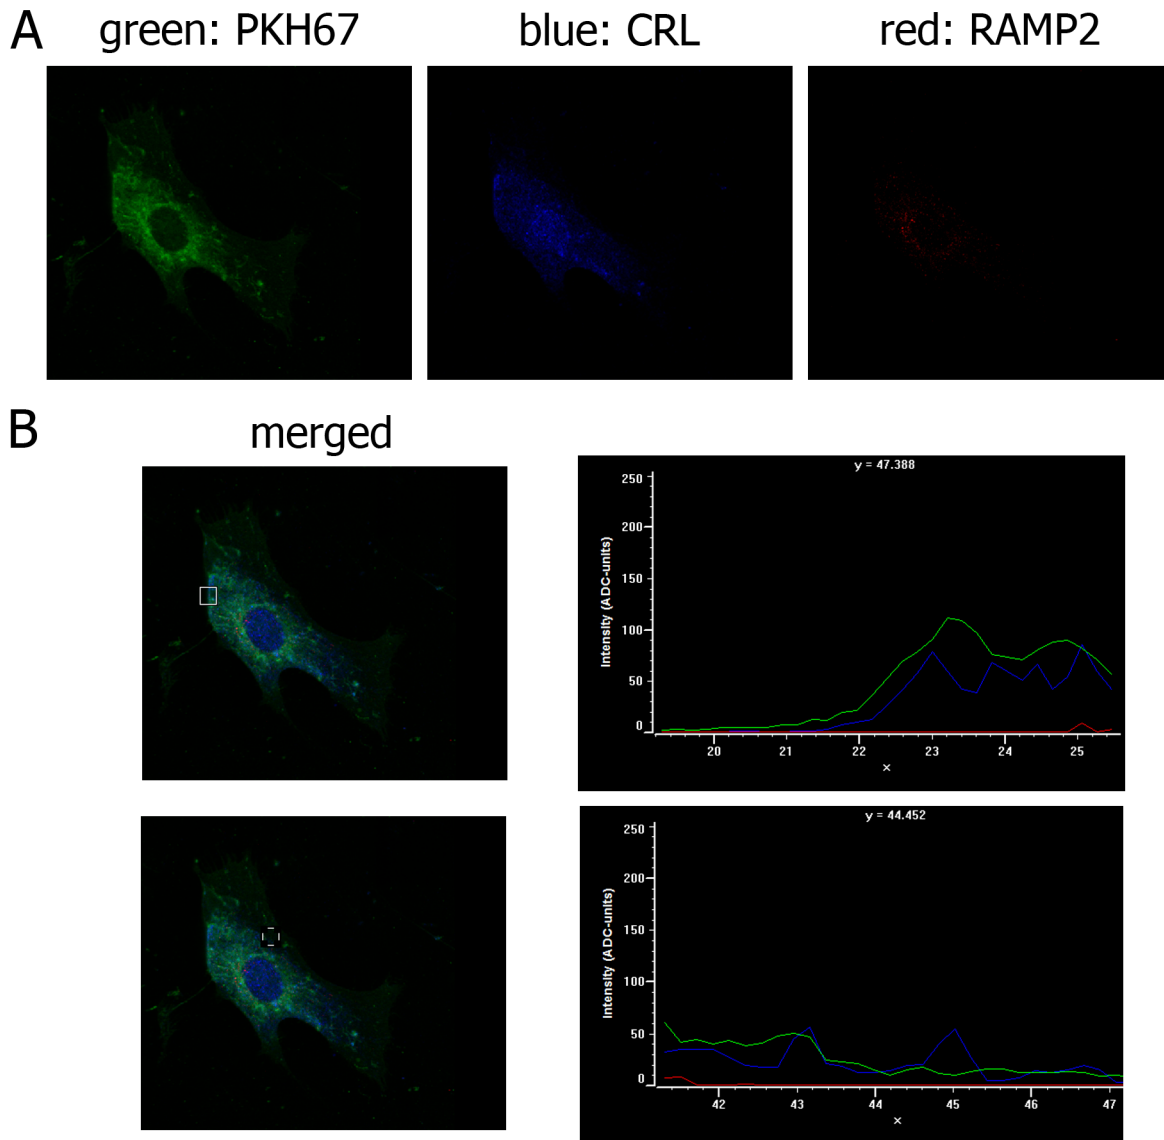 A
green: PKH67
blue: CRL
red: RAMP2
B
merged
y = 47.388
Intensity (ADC-units)
250
200
150
100
50
0
20 21 22 23 24 25
x
y = 44.452
Intensity (ADC-units)
250
200
150
100
50
0
42 43 44 45 46 47
x